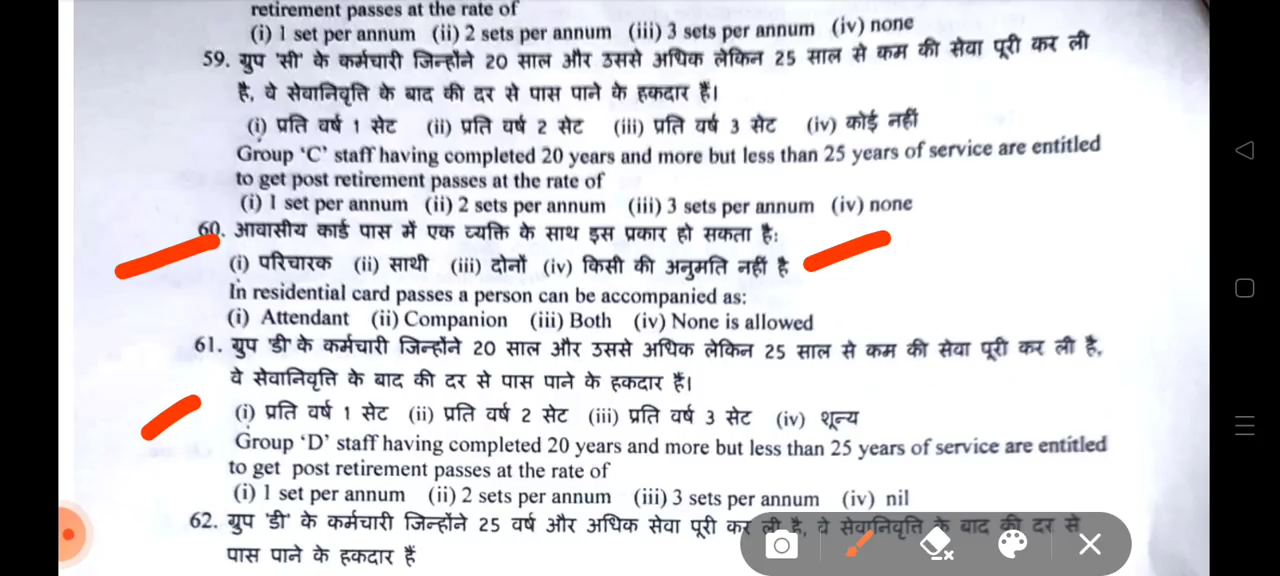 retirement passes at the rate of
(i) 1 set per annum (ii) 2 sets per annum (iii) 3 sets per annum (iv) none
59. ग्रुप 'सी' के कर्मचारी जिन्होंने 20 साल और उससे अधिक लेकिन 25 साल से कम की सेवा पूरी कर ली
है, वे सेवानिवृत्ति के बाद की दर से पास पाने के हकदार हैं।
(i) प्रति वर्ष 1 सेट (ii) प्रति वर्ष 2 सेट (iii) प्रति वर्ष 3 सेट (iv) कोई नहीं
Group 'C' staff having completed 20 years and more but less than 25 years of service are entitled
to get post retirement passes at the rate of
(i) 1 set per annum (ii) 2 sets per annum (iii) 3 sets per annum (iv) none
60. आवासीय कार्ड पास में एक व्यक्ति के साथ इस प्रकार हो सकता है:
(i) परिचारक (ii) साथी (iii) दोनों (iv) किसी की अनुमति नहीं है
In residential card passes a person can be accompanied as:
(i) Attendant (ii) Companion (iii) Both (iv) None is allowed
61. ग्रुप 'डी' के कर्मचारी जिन्होंने 20 साल और उससे अधिक लेकिन 25 साल से कम की सेवा पूरी कर ली है,
वे सेवानिवृत्ति के बाद की दर से पास पाने के हकदार हैं।
(i) प्रति वर्ष 1 सेट (ii) प्रति वर्ष 2 सेट (iii) प्रति वर्ष 3 सेट (iv) शून्य
Group 'D' staff having completed 20 years and more but less than 25 years of service are entitled
to get post retirement passes at the rate of
(i) 1 set per annum (ii) 2 sets per annum (iii) 3 sets per annum (iv) nil
62. ग्रुप 'डी' के कर्मचारी जिन्होंने 25 वर्ष और अधिक सेवा पूरी कर ली है, वे सेवानिवृत्ति के बाद की दर से
पास पाने के हकदार हैं